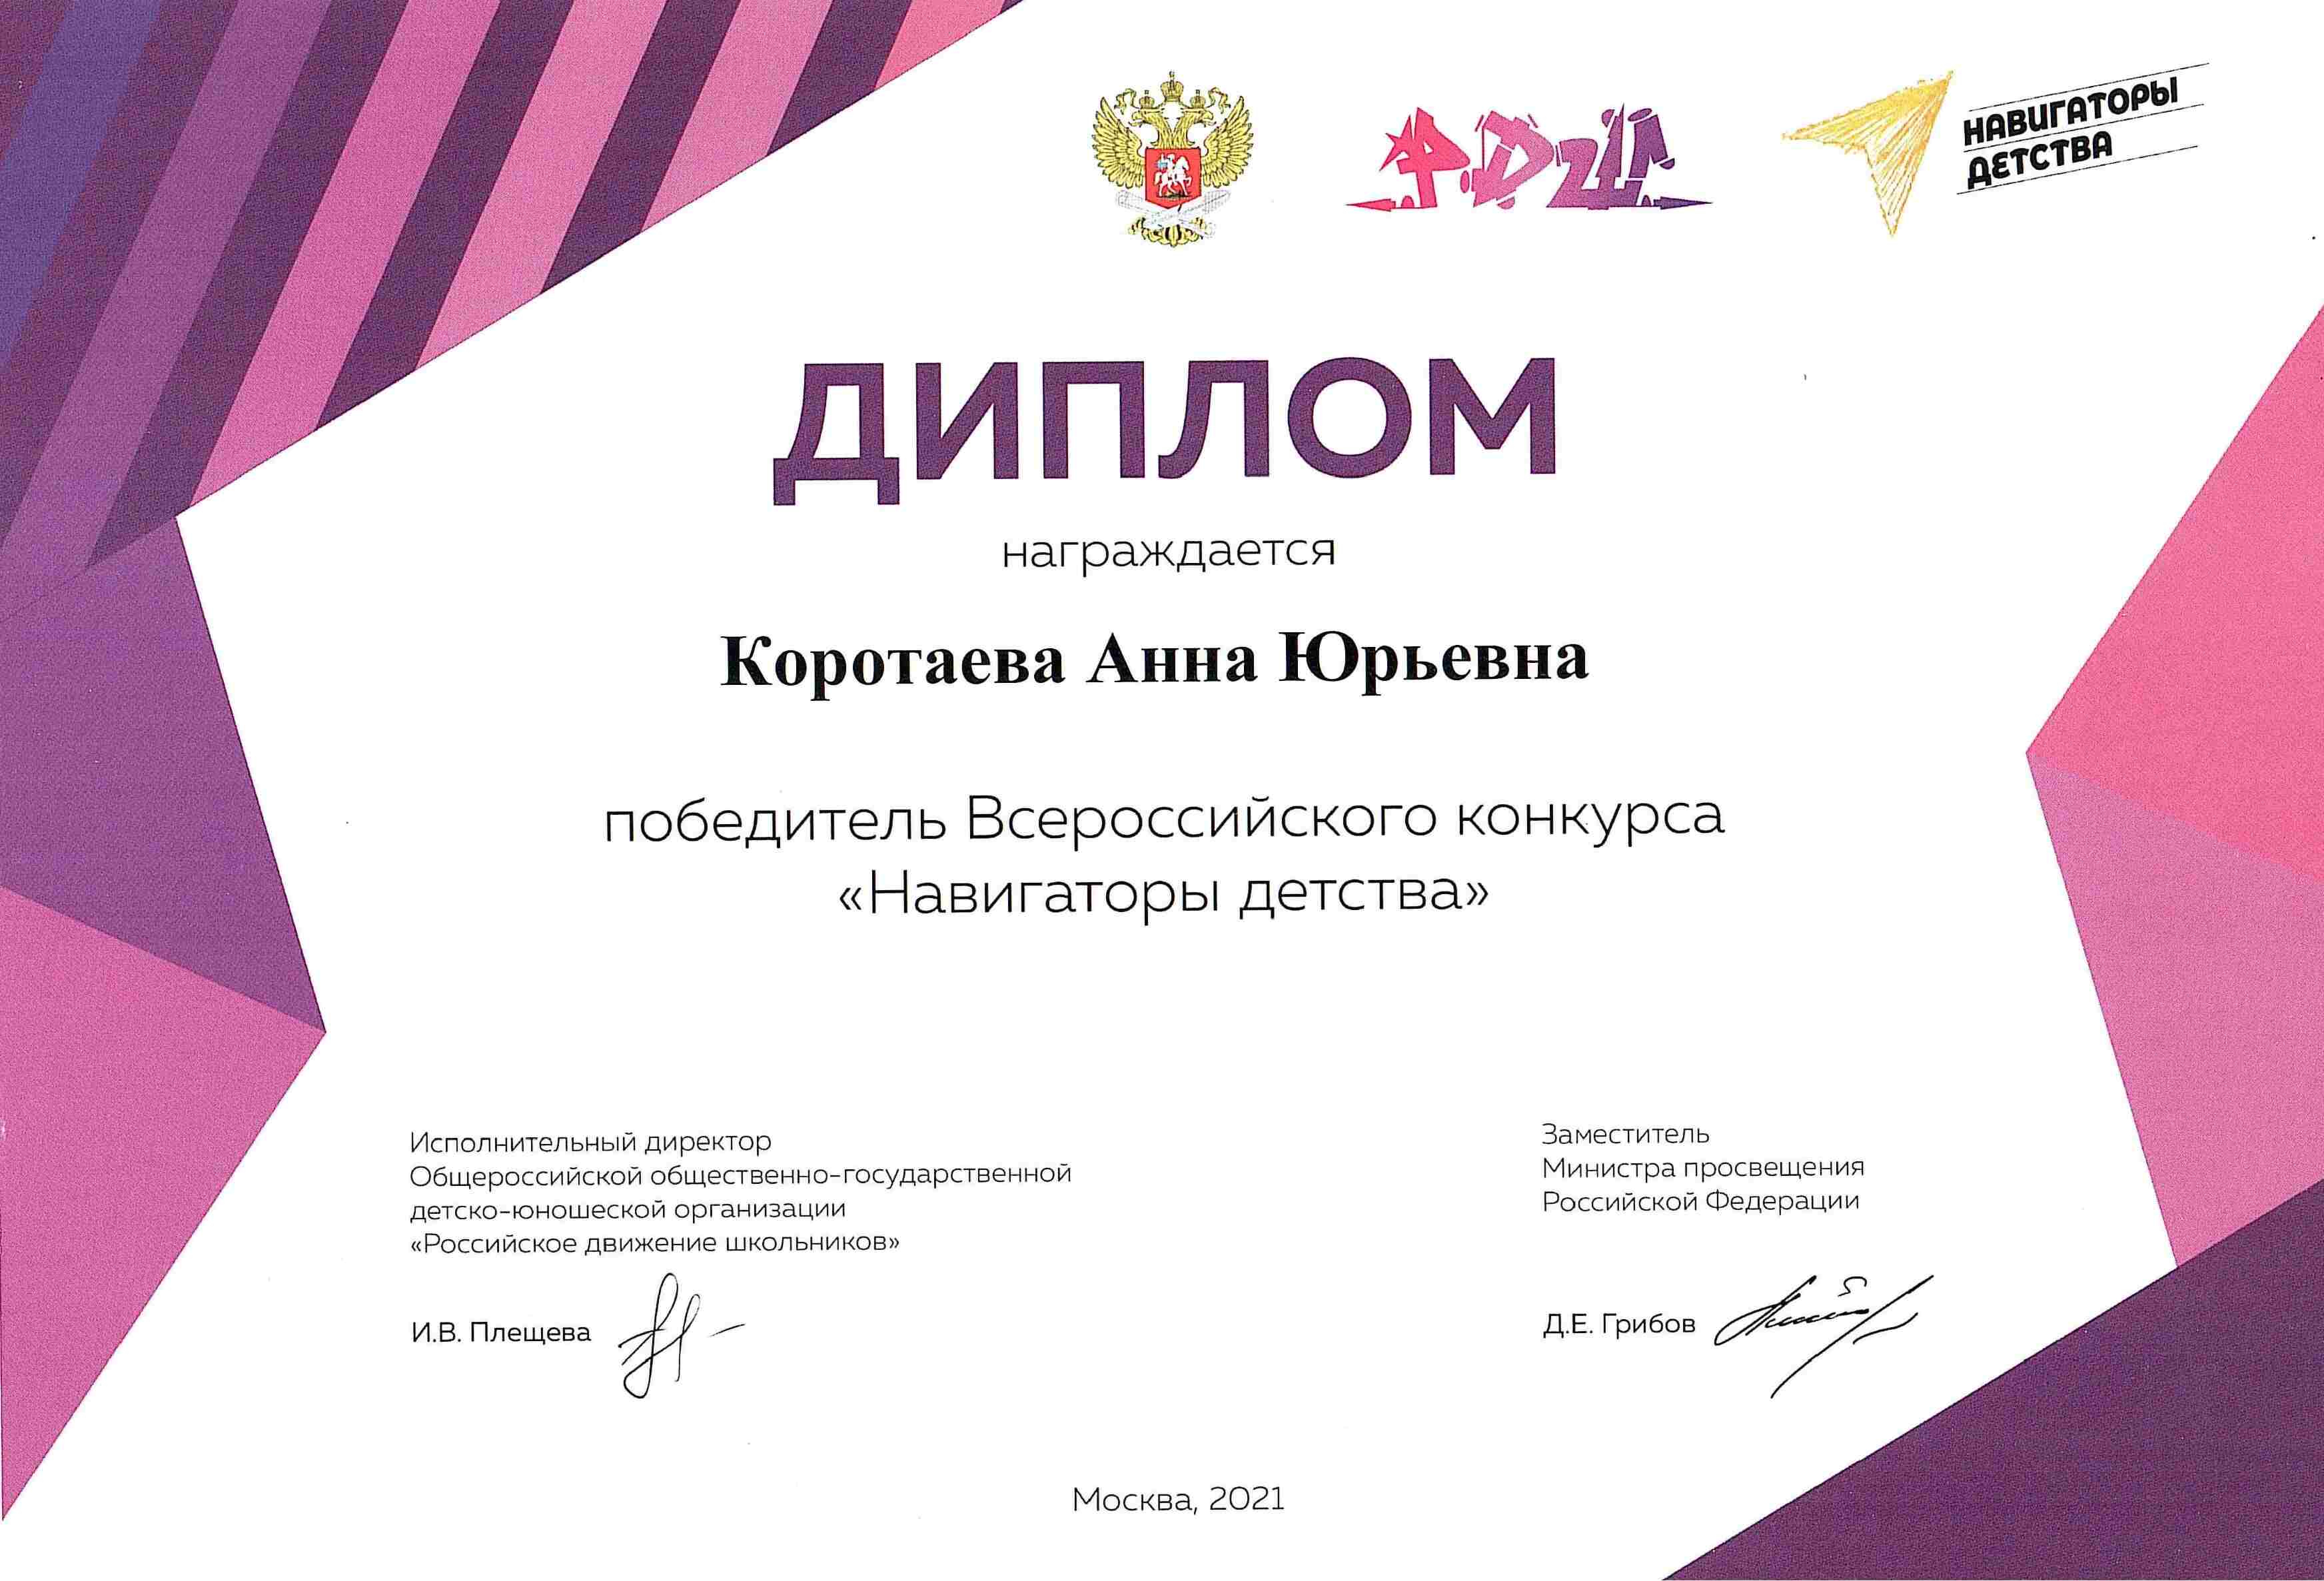 НАВИГАТОРЫ
ДЕТСТВА
ДИПЛОМ
награждается
Коротаева Анна Юрьевна
победитель Всероссийского конкурса
«Навигаторы детства»
Исполнительный директор
Общероссийской общественно-государственной
детско-юношеской организации
«Российское движение школьников»
И.В. Плещева
Заместитель
Министра просвещения
Российской Федерации
Д.Е. Грибов
Москва, 2021